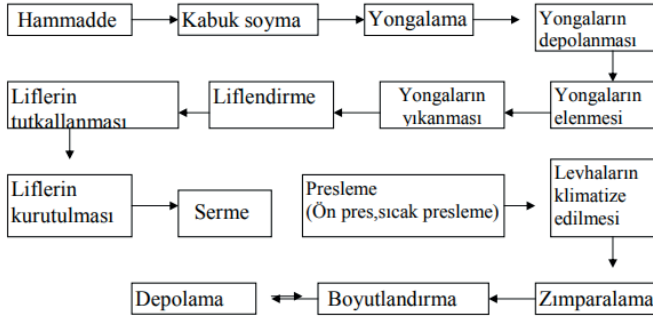 Hammadde
Kabuk soyma
Yongalama
Yongaların
depolanması
Yongaların
elenmesi
Yongaların
yıkanması
Liflendirme
Liflerin
tutkallanması
Liflerin
kurutulması
Serme
Presleme
(Ön pres,sıcak presleme)
Levhaların
klimatize
edilmesi
Zımparalama
Boyutlandırma
Depolama